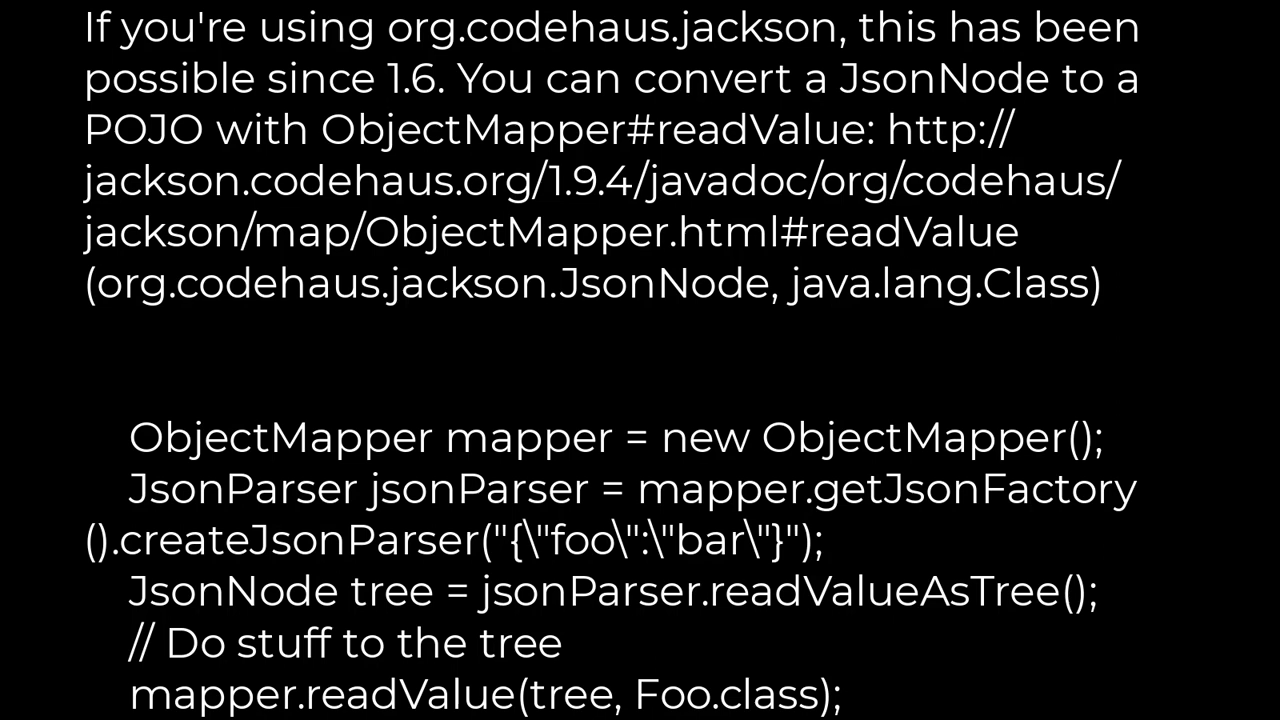 If you're using org.codehaus.jackson, this has been
possible since 1.6. You can convert a JsonNode to a
POJO with ObjectMapper#readValue: http://
jackson.codehaus.org/1.9.4/javadoc/org/codehaus/
jackson/map/ObjectMapper.html#readValue
(org.codehaus.jackson.JsonNode, java.lang.Class)
ObjectMapper mapper = new ObjectMapper();
JsonParser jsonParser = mapper.getJsonFactory
().createJsonParser("{\"foo\":\"bar\"}");
JsonNode tree = jsonParser.readValueAsTree();
// Do stuff to the tree
mapper.readValue(tree, Foo.class);